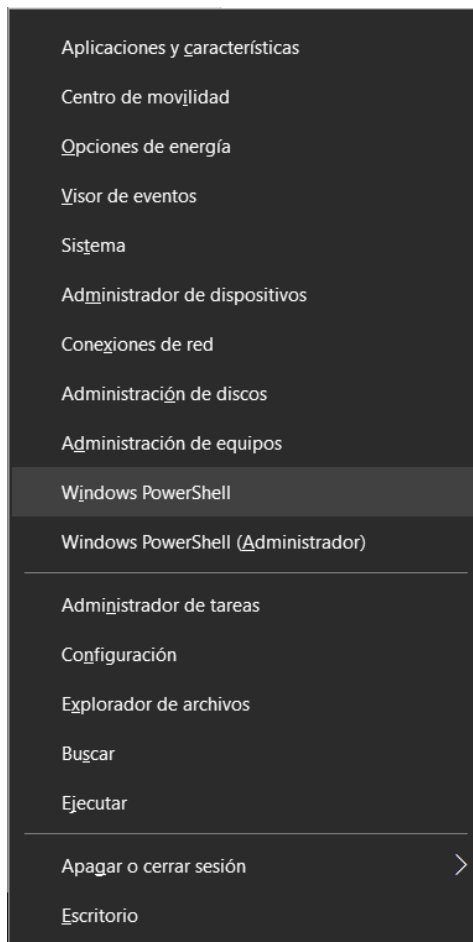 Aplicaciones y características
Centro de movilidad
Opciones de energía
Visor de eventos
Sistema
Administrador de dispositivos
Conexiones de red
Administración de discos
Administración de equipos
Windows PowerShell
Windows PowerShell (Administrador)
Administrador de tareas
Configuración
Explorador de archivos
Buscar
Ejecutar
Apagar o cerrar sesión
Escritorio